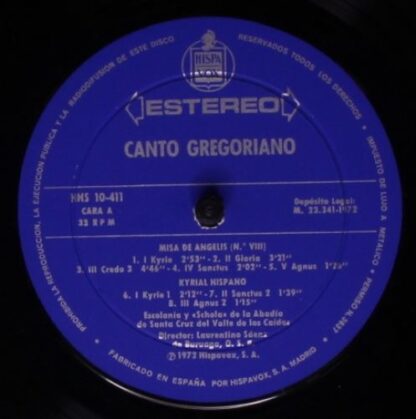 PROHIBIDA LA REPRODUCCION, LA EJECUCION PUBLICA Y LA RADIODIFUSION DE ESTE DISCO.
RESERVADOS TODOS LOS DERECHOS - IMPUESTO DE LUJO A METALICO - PERMISO N.º 2837
HISPA
VOX
ESTEREO
CANTO GREGORIANO
HHS 10-411
CARA A
33 RPM
Depósito Legal:
M. 22.341-1972
MISA DE ANGELIS (N.º VIII)
1. I Kyrie 2'53" - 2. II Gloria 3'21"
3. III Credo 3 4'46" - 4. IV Sanctus 2'02" - 5. V Agnus
KYRIAL HISPANO
6. I Kyrie 1 2'12" - 7. II Sanctus 2 1'39"
8. III Agnus 2 1'15"
Escolanía y «Schola» de la Abadía
de Santa Cruz del Valle de los Caídos
Director: Laurentino Sáenz
de Buruaga, O. S. B.
Ⓟ 1972 Hispavox, S. A.
FABRICADO EN ESPAÑA POR HISPAVOX, S. A. MADRID